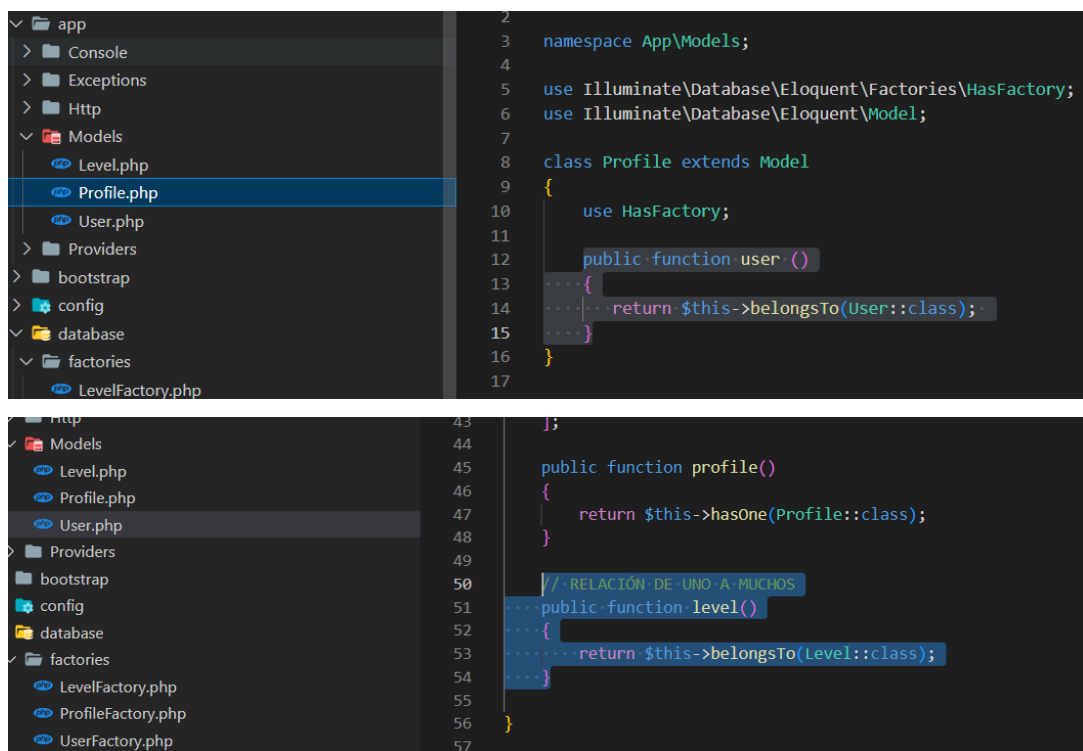 app
Console
Exceptions
Http
Models
Level.php
Profile.php
User.php
Providers
bootstrap
config
database
factories
LevelFactory.php
2
3 namespace App\Models;
4
5 use Illuminate\Database\Eloquent\Factories\HasFactory;
6 use Illuminate\Database\Eloquent\Model;
7
8 class Profile extends Model
9 {
10 use HasFactory;
11
12 public function user ()
13 {
14 return $this->belongsTo(User::class);
15 }
16 }
17
Http
Models
Level.php
Profile.php
User.php
Providers
bootstrap
config
database
factories
LevelFactory.php
ProfileFactory.php
UserFactory.php
43 ];
44
45 public function profile()
46 {
47 return $this->hasOne(Profile::class);
48 }
49
50 // RELACIÓN DE UNO A MUCHOS
51 public function level()
52 {
53 return $this->belongsTo(Level::class);
54 }
55
56 }
57